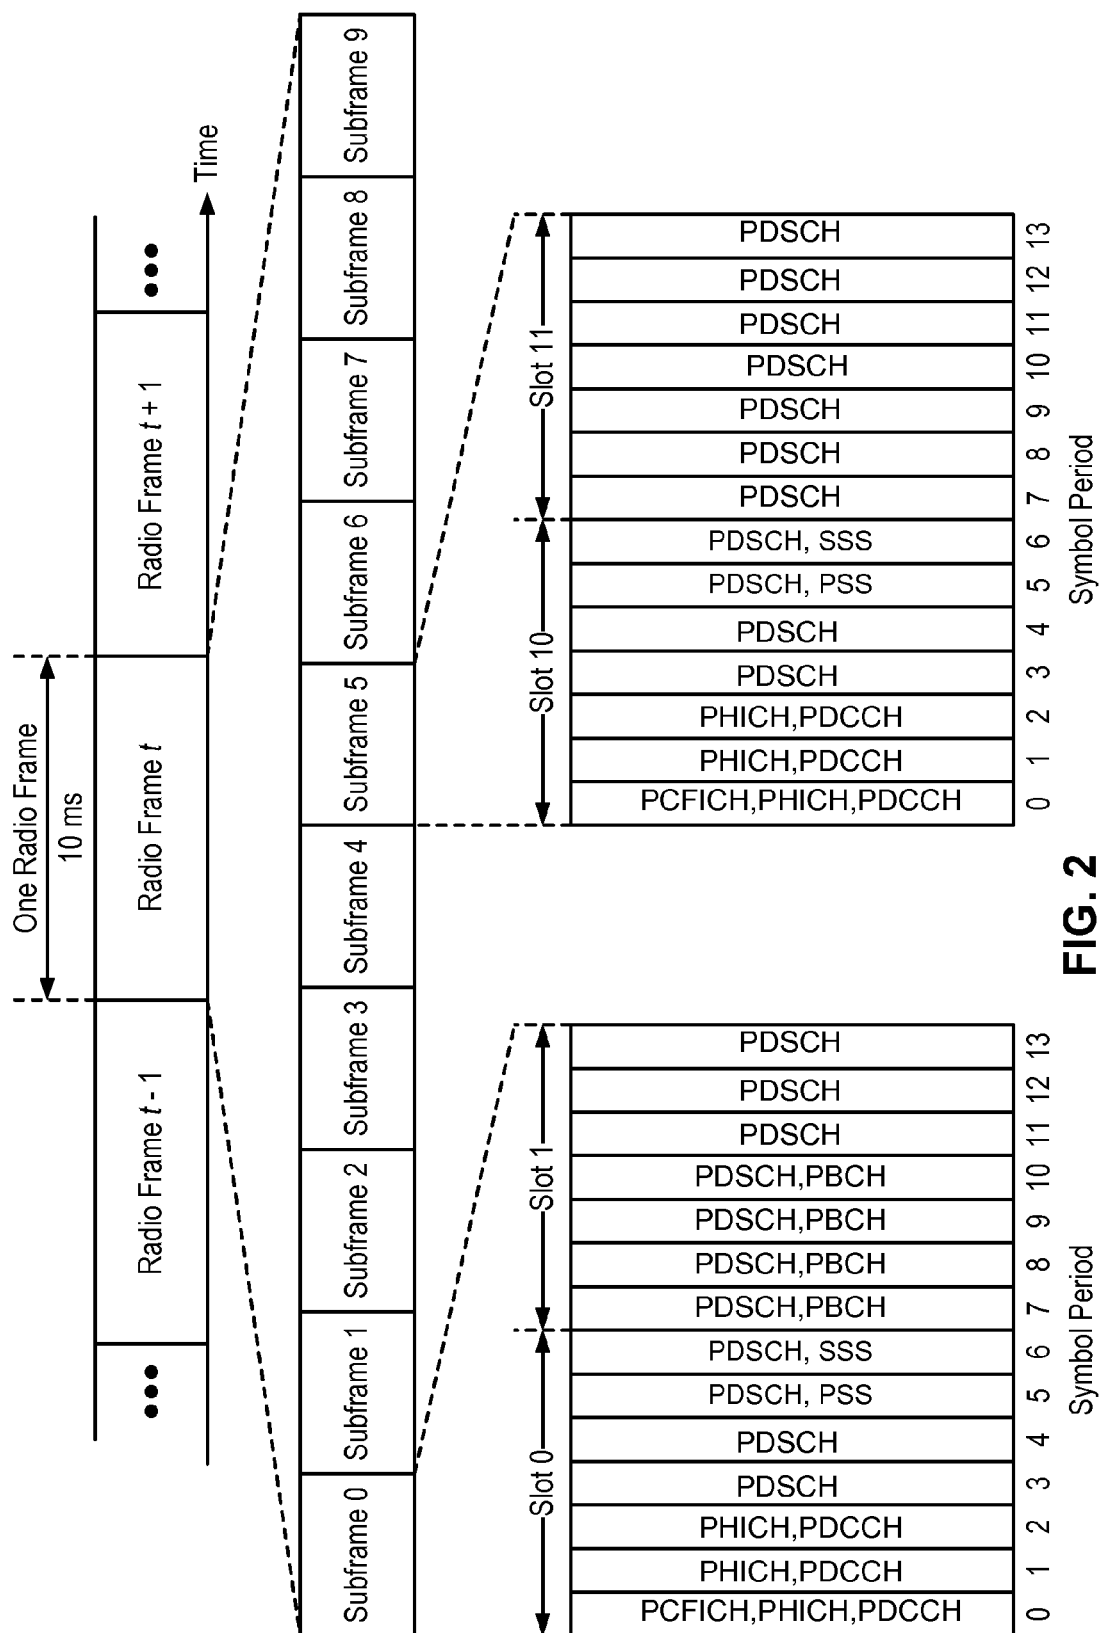 One Radio Frame
10 ms
Radio Frame t - 1
Radio Frame t
Radio Frame t + 1
Time
Subframe 0
Subframe 1
Subframe 2
Subframe 3
Subframe 4
Subframe 5
Subframe 6
Subframe 7
Subframe 8
Subframe 9
Slot 0
Slot 1
PCFICH,PHICH,PDCCH
PHICH,PDCCH
PHICH,PDCCH
PDSCH
PDSCH
PDSCH, PSS
PDSCH, SSS
PDSCH,PBCH
PDSCH,PBCH
PDSCH,PBCH
PDSCH,PBCH
PDSCH
PDSCH
PDSCH
0 1 2 3 4 5 6 7 8 9 10 11 12 13
Symbol Period
Slot 10
Slot 11
PCFICH,PHICH,PDCCH
PHICH,PDCCH
PHICH,PDCCH
PDSCH
PDSCH
PDSCH, PSS
PDSCH, SSS
PDSCH
PDSCH
PDSCH
PDSCH
PDSCH
PDSCH
PDSCH
0 1 2 3 4 5 6 7 8 9 10 11 12 13
Symbol Period
FIG. 2